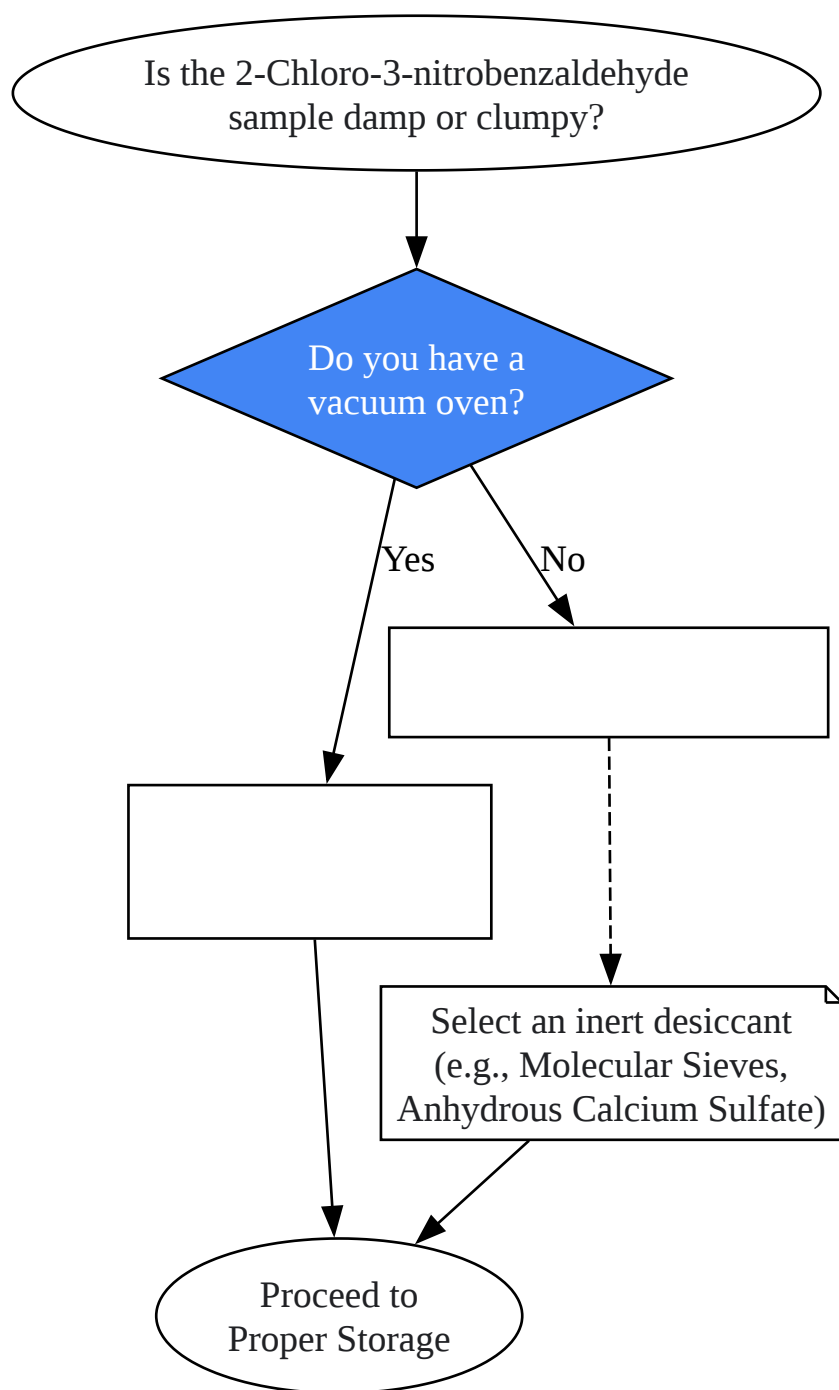 Is the 2-Chloro-3-nitrobenzaldehyde
sample damp or clumpy?
Do you have a
vacuum oven?
Yes
No
Select an inert desiccant
(e.g., Molecular Sieves,
Anhydrous Calcium Sulfate)
Proceed to
Proper Storage